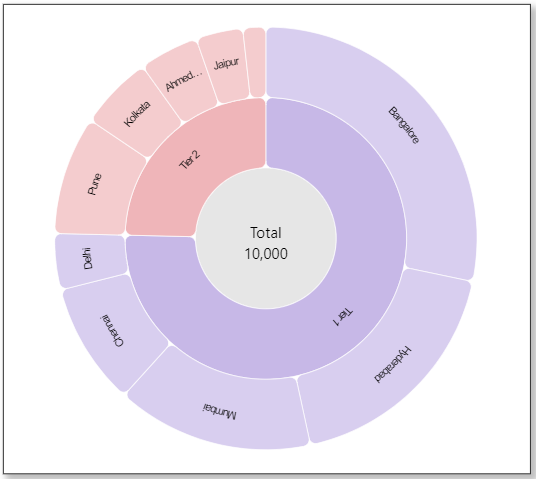 Total
10,000
Tier 1
Tier 2
Bangalore
Hyderabad
Mumbai
Chennai
Delhi
Pune
Kolkata
Ahmed...
Jaipur